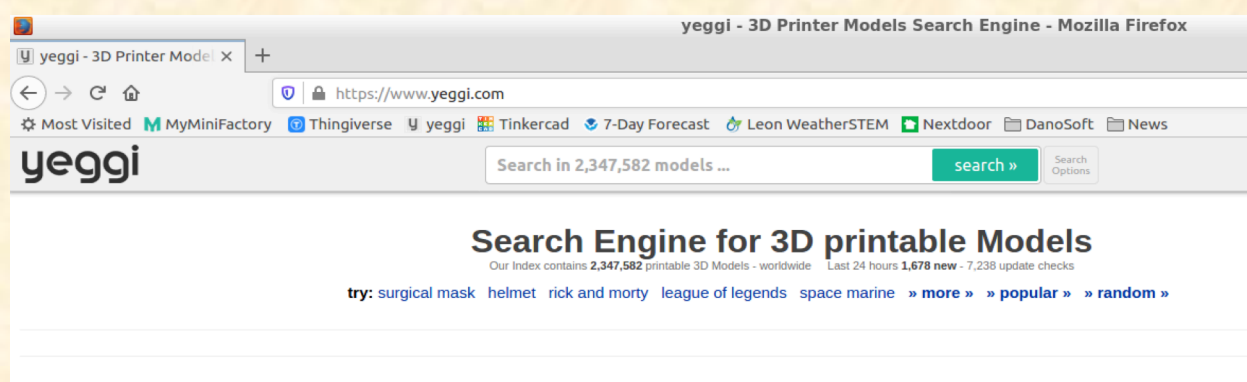 yeggi - 3D Printer Models Search Engine - Mozilla Firefox
yeggi - 3D Printer Model
https://www.yeggi.com
Most Visited MyMiniFactory Thingiverse yeggi Tinkercad 7-Day Forecast Leon WeatherSTEM Nextdoor DanoSoft News
yeggi Search in 2,347,582 models ... search » Search Options
Search Engine for 3D printable Models
Our Index contains 2,347,582 printable 3D Models - worldwide Last 24 hours 1,678 new - 7,238 update checks
try: surgical mask helmet rick and morty league of legends space marine » more » » popular » » random »